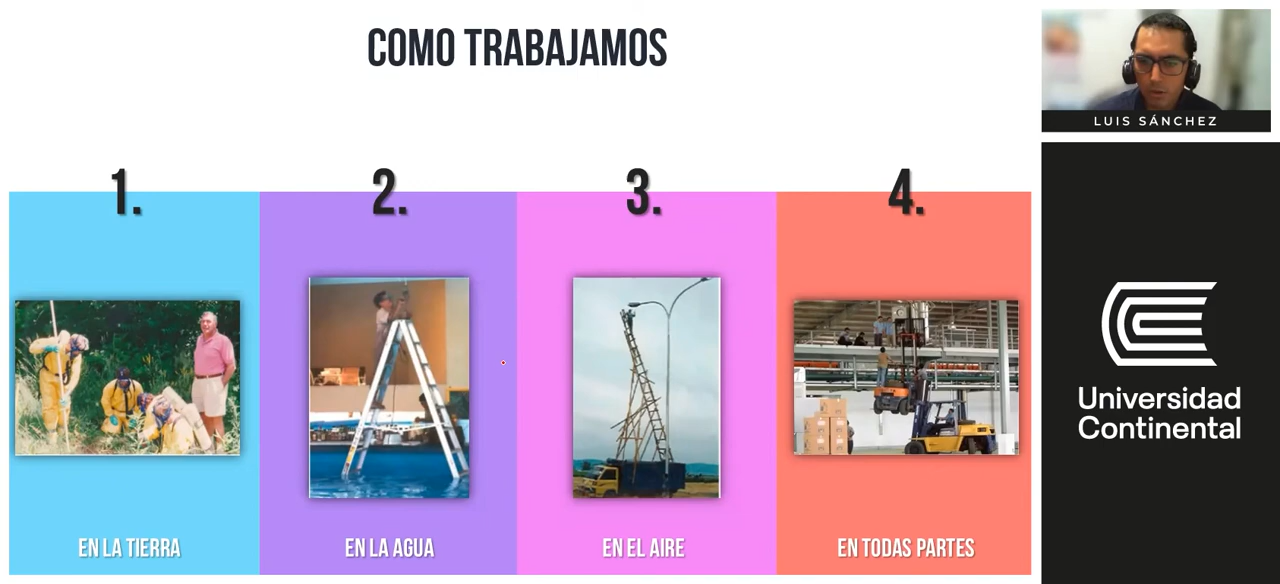 COMO TRABAJAMOS
LUIS SÁNCHEZ
1.
2.
3.
4.
EN LA TIERRA
EN LA AGUA
EN EL AIRE
EN TODAS PARTES
Universidad
Continental